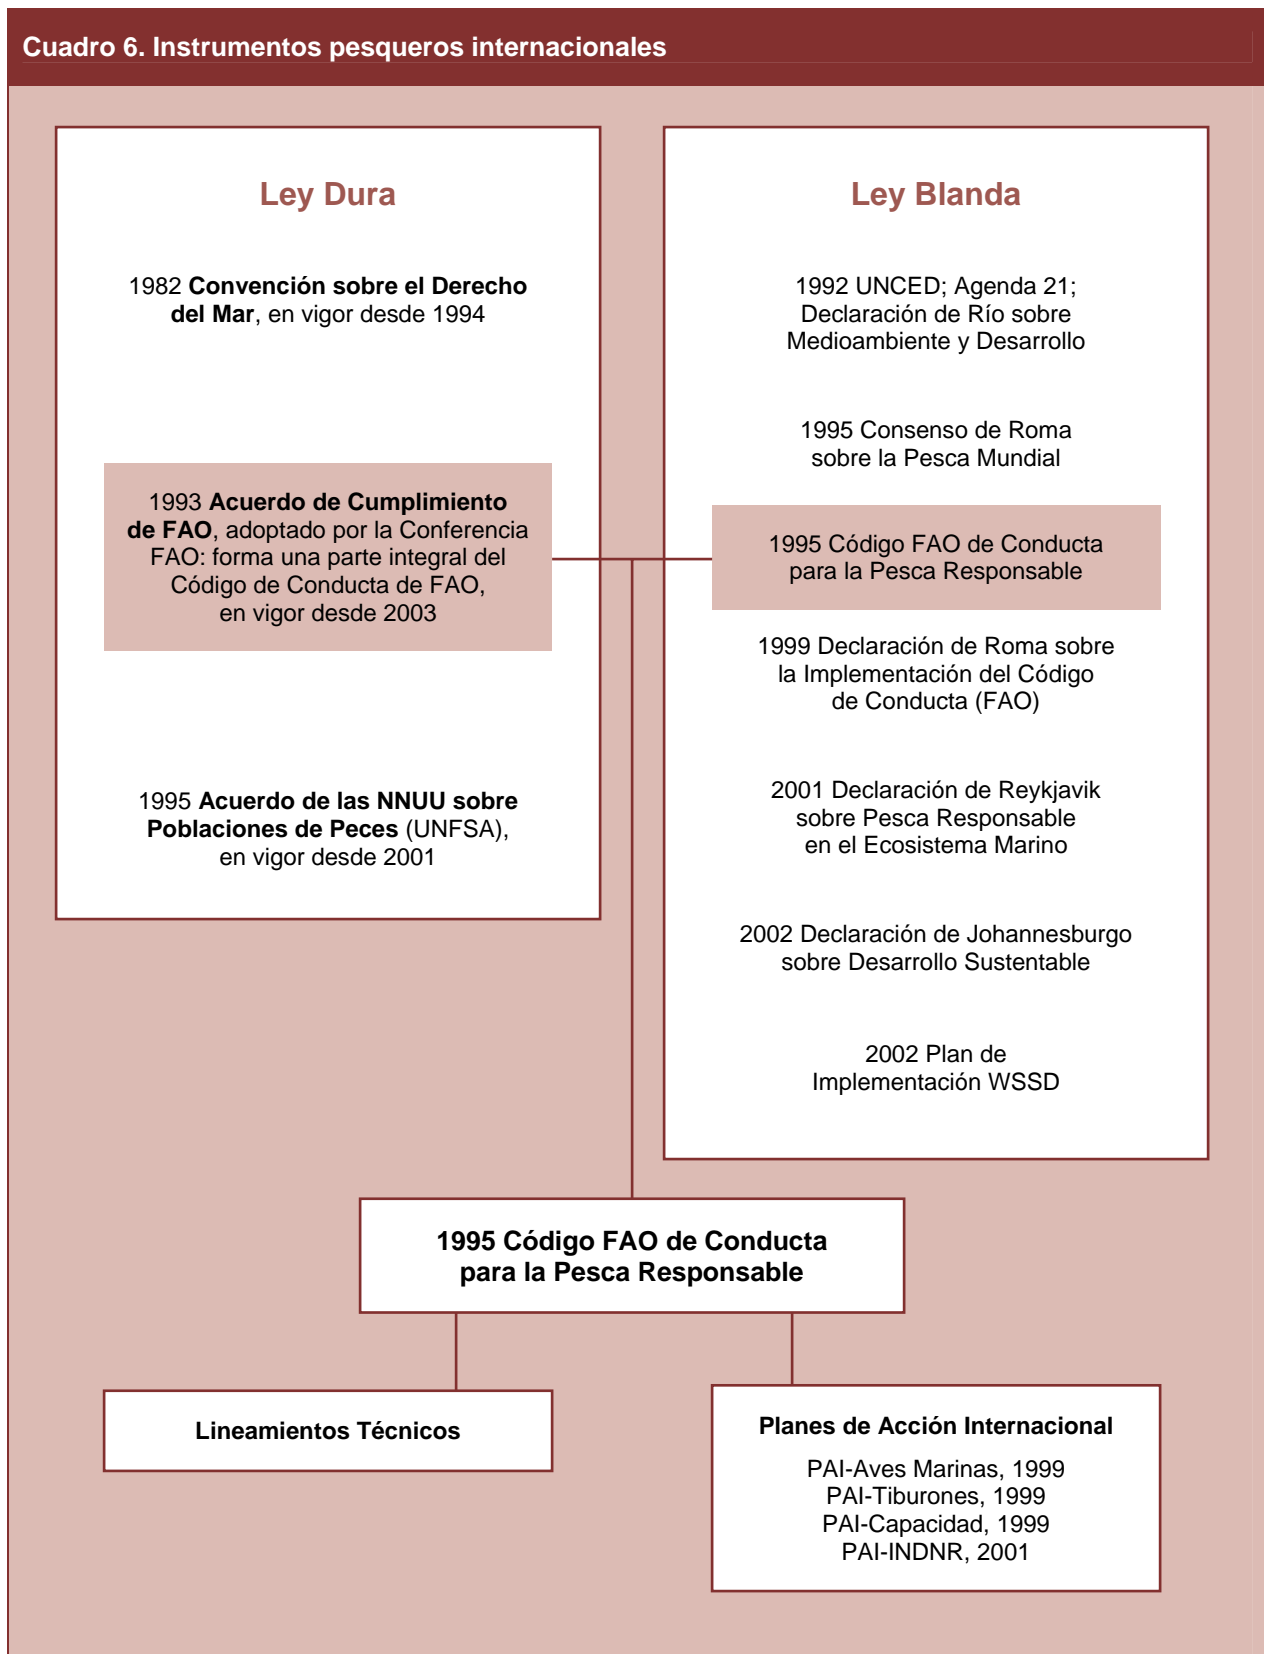 Cuadro 6. Instrumentos pesqueros internacionales
Ley Dura
1982 Convención sobre el Derecho
del Mar, en vigor desde 1994
1993 Acuerdo de Cumplimiento
de FAO, adoptado por la Conferencia
FAO: forma una parte integral del
Código de Conducta de FAO,
en vigor desde 2003
1995 Acuerdo de las NNUU sobre
Poblaciones de Peces (UNFSA),
en vigor desde 2001
Ley Blanda
1992 UNCED; Agenda 21;
Declaración de Río sobre
Medioambiente y Desarrollo
1995 Consenso de Roma
sobre la Pesca Mundial
1995 Código FAO de Conducta
para la Pesca Responsable
1999 Declaración de Roma sobre
la Implementación del Código
de Conducta (FAO)
2001 Declaración de Reykjavik
sobre Pesca Responsable
en el Ecosistema Marino
2002 Declaración de Johannesburgo
sobre Desarrollo Sustentable
2002 Plan de
Implementación WSSD
1995 Código FAO de Conducta
para la Pesca Responsable
Lineamientos Técnicos
Planes de Acción Internacional
PAI-Aves Marinas, 1999
PAI-Tiburones, 1999
PAI-Capacidad, 1999
PAI-INDNR, 2001